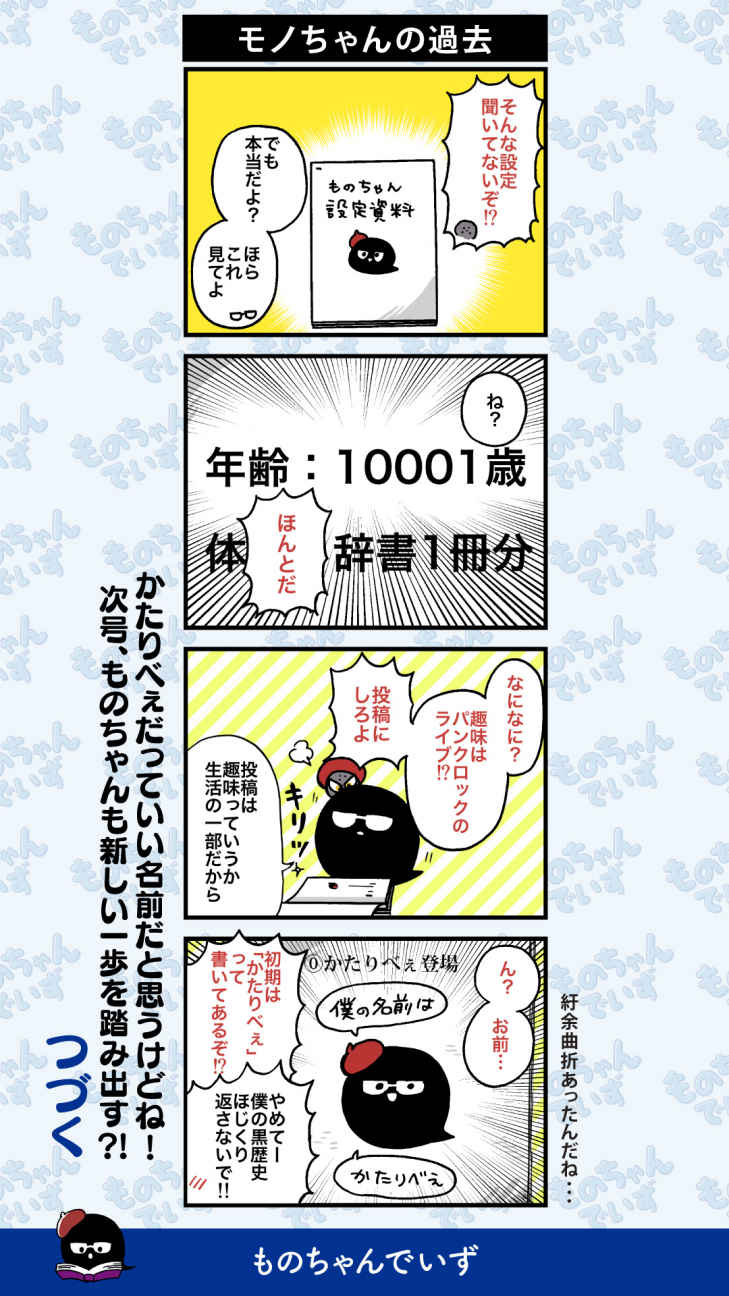 モノちゃんの過去
そんな設定
聞いてないぞ!?
ものちゃん
設定資料
でも
本当だよ？
ほら
これ
見てよ
ね？
年齢：10001歳
体
辞書1冊分
ほんとだ
なになに？
趣味は
パンクロックの
ライブ!?
投稿に
しろよ
キリッ
投稿は
趣味っていうか
生活の一部だから
ん？
お前…
⓪かたりべぇ登場
僕の名前は
かたりべぇ
初期は
「かたりべぇ」
って
書いてあるぞ!?
やめてー
僕の黒歴史
ほじくり
返さないで!!
紆余曲折あったんだね…
かたりべぇだっていい名前だと思うけどね！
次号、ものちゃんも新しい一歩を踏み出す?!
つづく
ものちゃんでいず